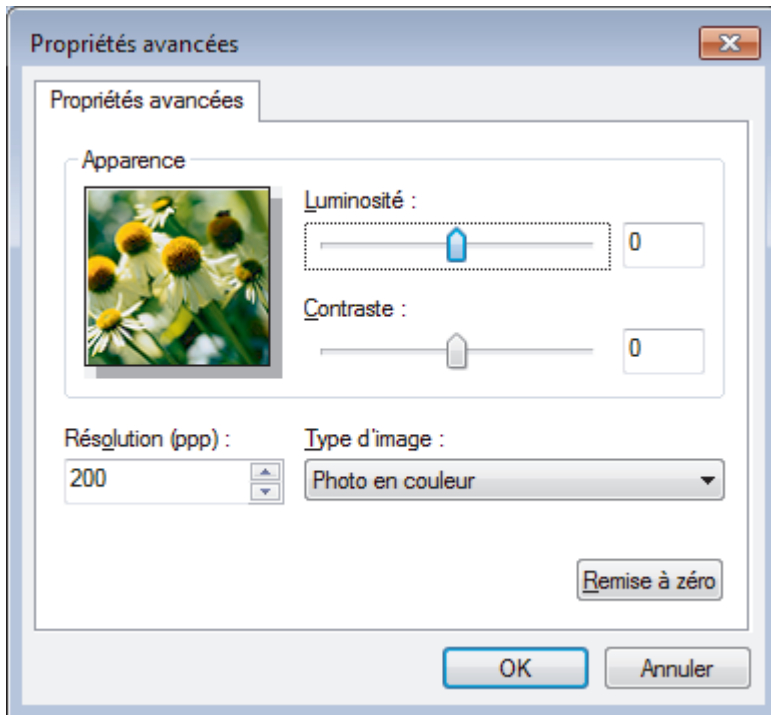 Propriétés avancées
Propriétés avancées
Apparence
Luminosité :
0
Contraste :
0
Résolution (ppp) :
200
Type d'image :
Photo en couleur
Remise à zéro
OK
Annuler